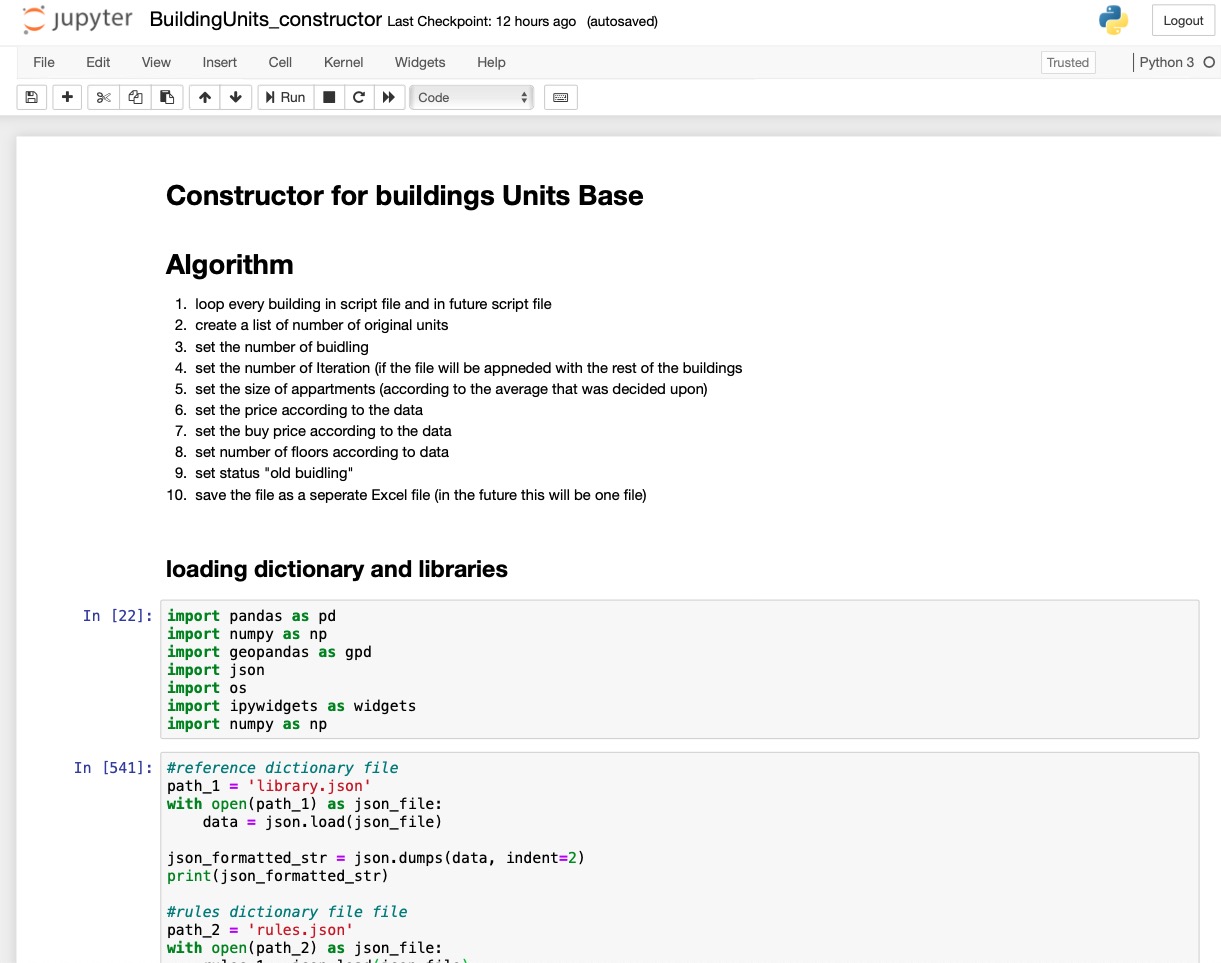 jupyter BuildingUnits_constructor Last Checkpoint: 12 hours ago (autosaved)
Logout
File Edit View Insert Cell Kernel Widgets Help
Trusted
Python 3
Run
Code
Constructor for buildings Units Base
Algorithm
1. loop every building in script file and in future script file
2. create a list of number of original units
3. set the number of buidling
4. set the number of Iteration (if the file will be appneded with the rest of the buildings
5. set the size of appartments (according to the average that was decided upon)
6. set the price according to the data
7. set the buy price according to the data
8. set number of floors according to data
9. set status "old buidling"
10. save the file as a seperate Excel file (in the future this will be one file)
loading dictionary and libraries
In [22]:
import pandas as pd
import numpy as np
import geopandas as gpd
import json
import os
import ipywidgets as widgets
import numpy as np
In [541]:
#reference dictionary file
path_1 = 'library.json'
with open(path_1) as json_file:
    data = json.load(json_file)
json_formatted_str = json.dumps(data, indent=2)
print(json_formatted_str)
#rules dictionary file file
path_2 = 'rules.json'
with open(path_2) as json_file: